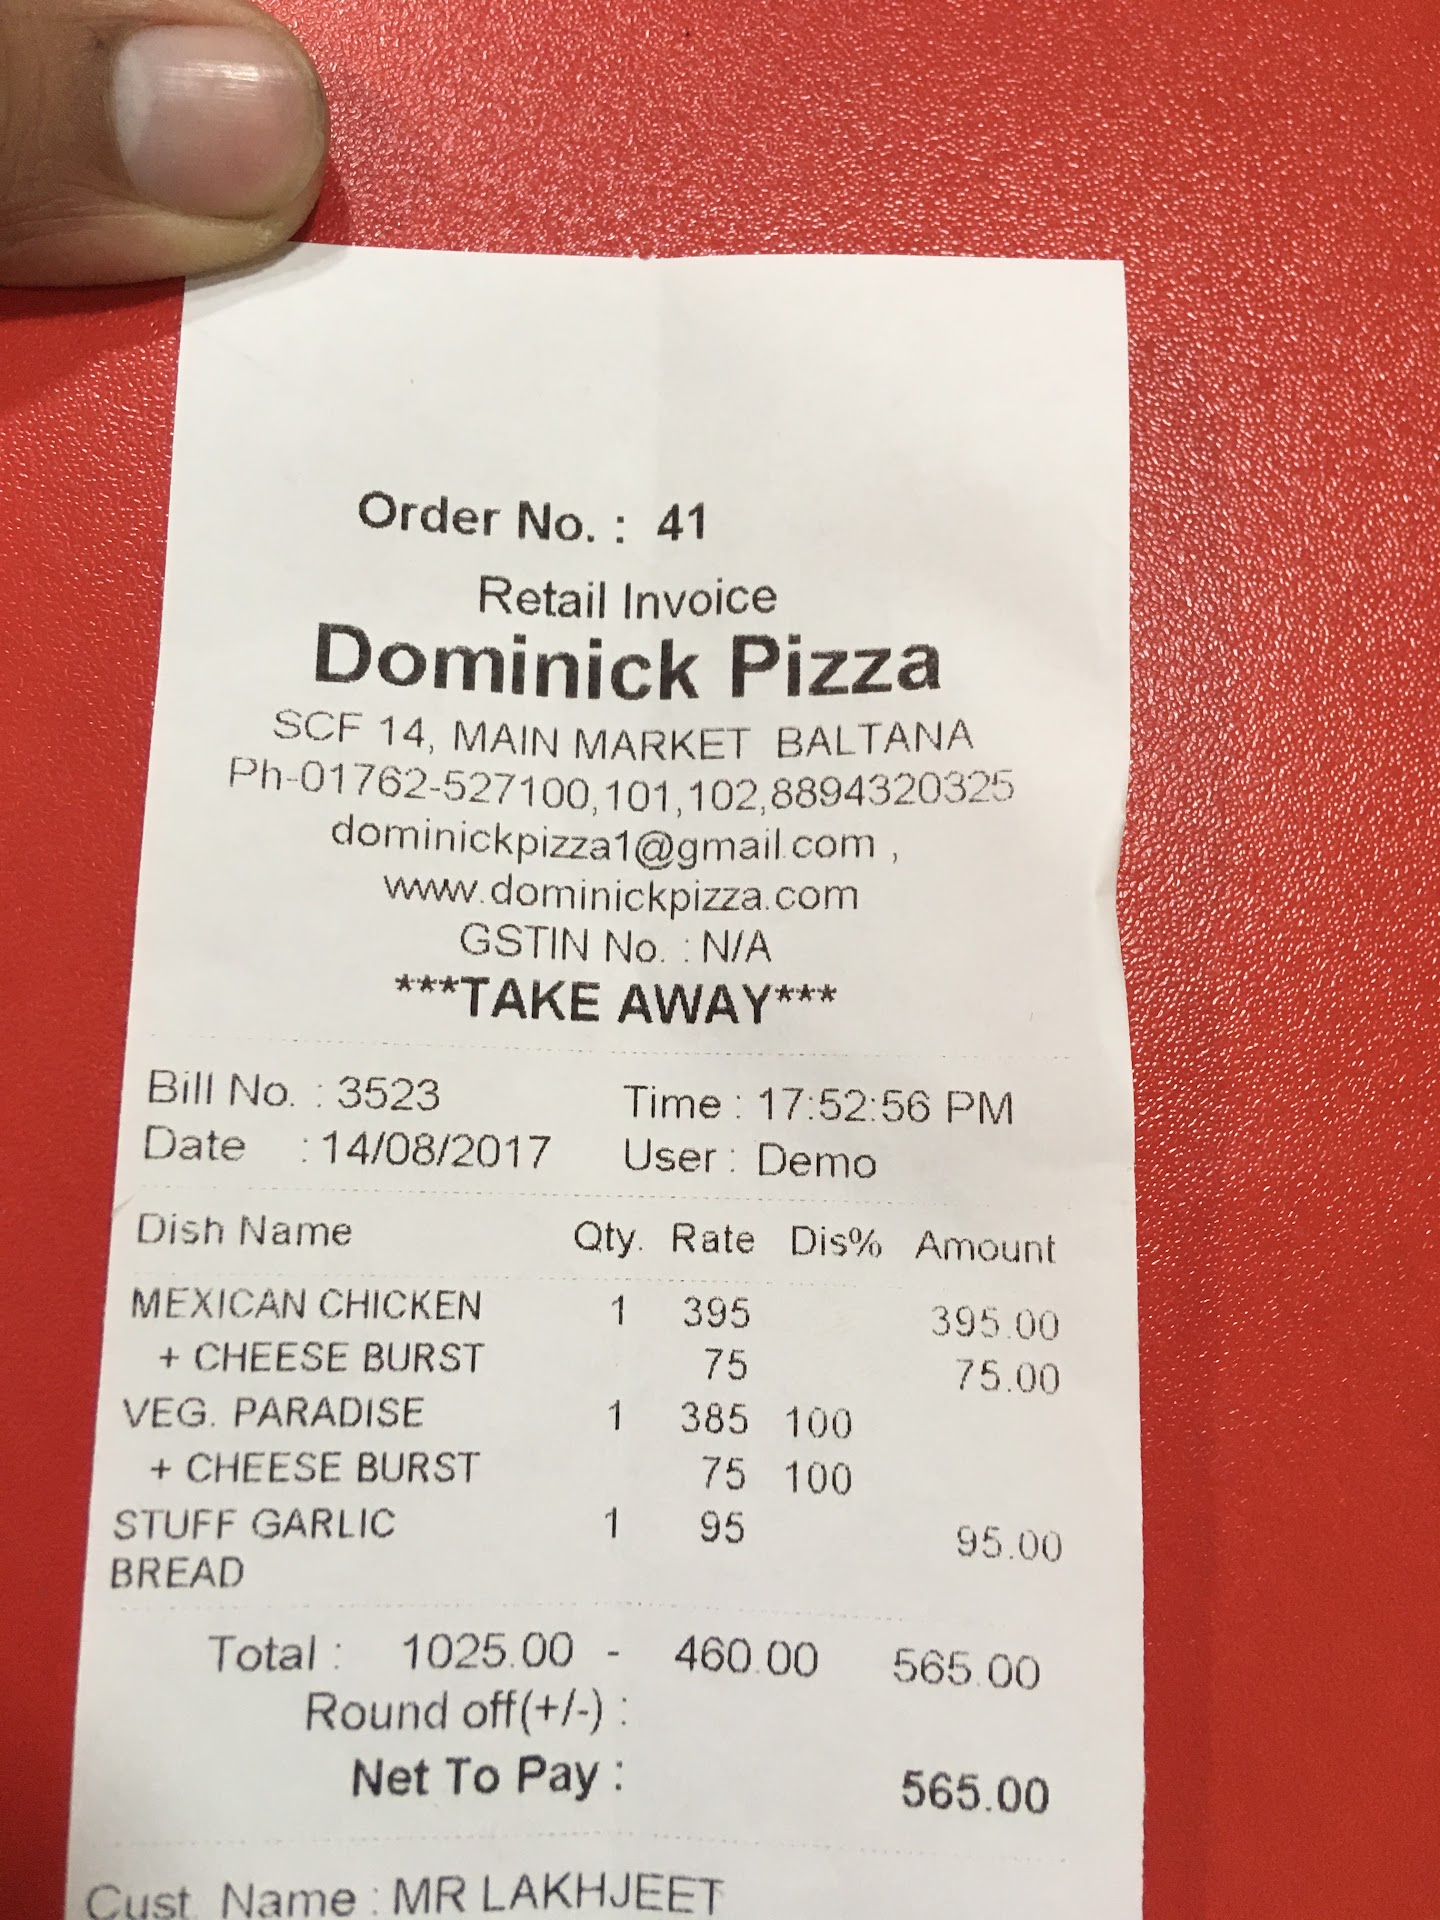 Order No. : 41
Retail Invoice
Dominick Pizza
SCF 14, MAIN MARKET BALTANA
Ph-01762-527100,101,102,8894320325
dominickpizza1@gmail.com ,
www.dominickpizza.com
GSTIN No. : N/A
***TAKE AWAY***
Bill No. : 3523 Time : 17:52:56 PM
Date : 14/08/2017 User : Demo
Dish Name Qty. Rate Dis% Amount
MEXICAN CHICKEN 1 395 395.00
+ CHEESE BURST 75 75.00
VEG. PARADISE 1 385 100
+ CHEESE BURST 75 100
STUFF GARLIC 1 95 95.00
BREAD
Total : 1025.00 - 460.00 565.00
Round off(+/-) :
Net To Pay : 565.00
Cust. Name : MR LAKHJEET